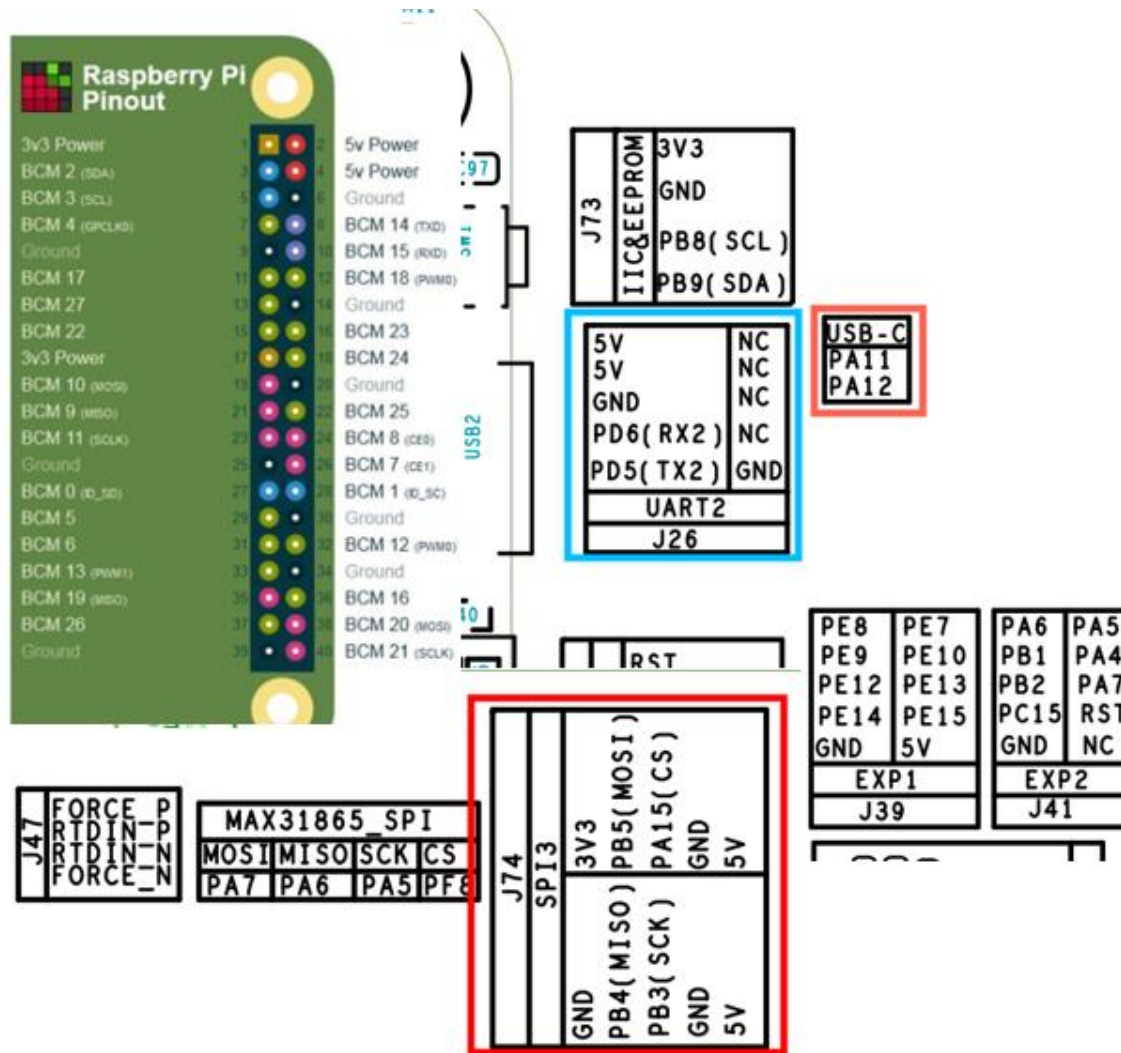 Raspberry Pi
Pinout
3v3 Power 1 2 5v Power
BCM 2 (SDA) 3 4 5v Power
BCM 3 (SCL) 5 6 Ground
BCM 4 (GPCLK0) 7 8 BCM 14 (TXD)
Ground 9 10 BCM 15 (RXD)
BCM 17 11 12 BCM 18 (PWM0)
BCM 27 13 14 Ground
BCM 22 15 16 BCM 23
3v3 Power 17 18 BCM 24
BCM 10 (MOSI) 19 20 Ground
BCM 9 (MISO) 21 22 BCM 25
BCM 11 (SCLK) 23 24 BCM 8 (CE0)
Ground 25 26 BCM 7 (CE1)
BCM 0 (ID_SD) 27 28 BCM 1 (ID_SC)
BCM 5 29 30 Ground
BCM 6 31 32 BCM 12 (PWM0)
BCM 13 (PWM1) 33 34 Ground
BCM 19 (MISO) 35 36 BCM 16
BCM 26 37 38 BCM 20 (MOSI)
Ground 39 40 BCM 21 (SCLK)
C97
USB2
40
J73
IIC&EEPROM
3V3
GND
PB8(SCL)
PB9(SDA)
5V NC
5V NC
GND NC
PD6(RX2) NC
PD5(TX2) GND
UART2
J26
USB-C
PA11
PA12
RST
PE8 PE7
PE9 PE10
PE12 PE13
PE14 PE15
GND 5V
EXP1
J39
PA6 PA5
PB1 PA4
PB2 PA7
PC15 RST
GND NC
EXP2
J41
J47
FORCE_P
RTDIN_P
RTDIN_N
FORCE_N
MAX31865_SPI
MOSI MISO SCK CS
PA7 PA6 PA5 PF8
J74
SPI3
GND 3V3
PB4(MISO) PB5(MOSI)
PB3(SCK) PA15(CS)
GND GND
5V 5V